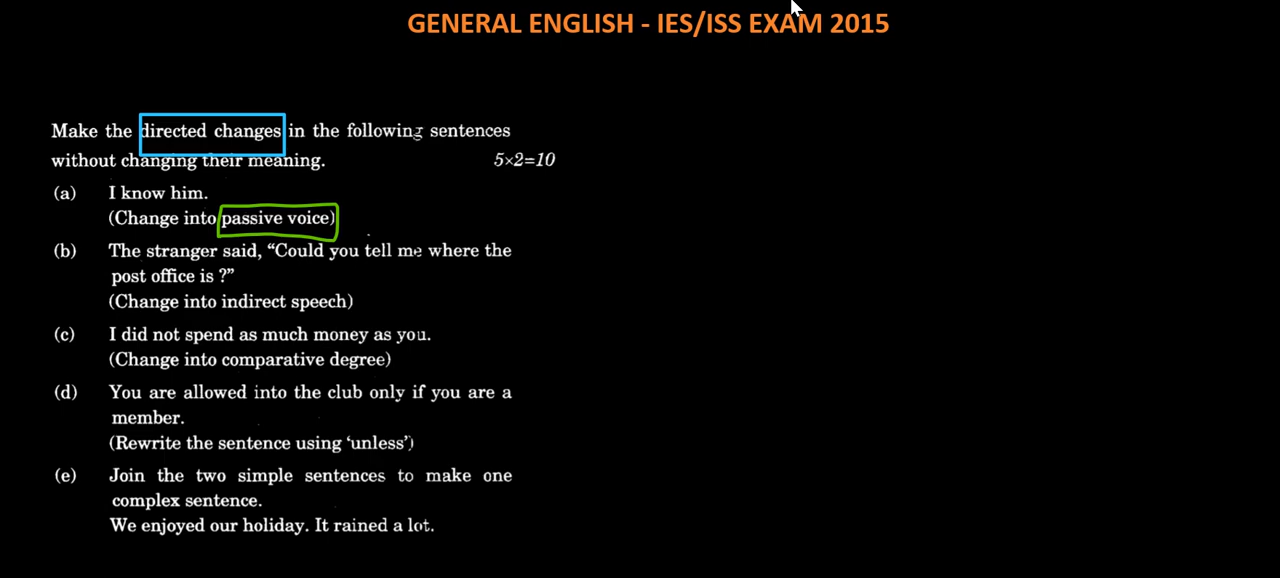 GENERAL ENGLISH - IES/ISS EXAM 2015
Make the directed changes in the following sentences
without changing their meaning. 5×2=10
(a) I know him.
(Change into passive voice)
(b) The stranger said, “Could you tell me where the
post office is ?”
(Change into indirect speech)
(c) I did not spend as much money as you.
(Change into comparative degree)
(d) You are allowed into the club only if you are a
member.
(Rewrite the sentence using ‘unless’)
(e) Join the two simple sentences to make one
complex sentence.
We enjoyed our holiday. It rained a lot.